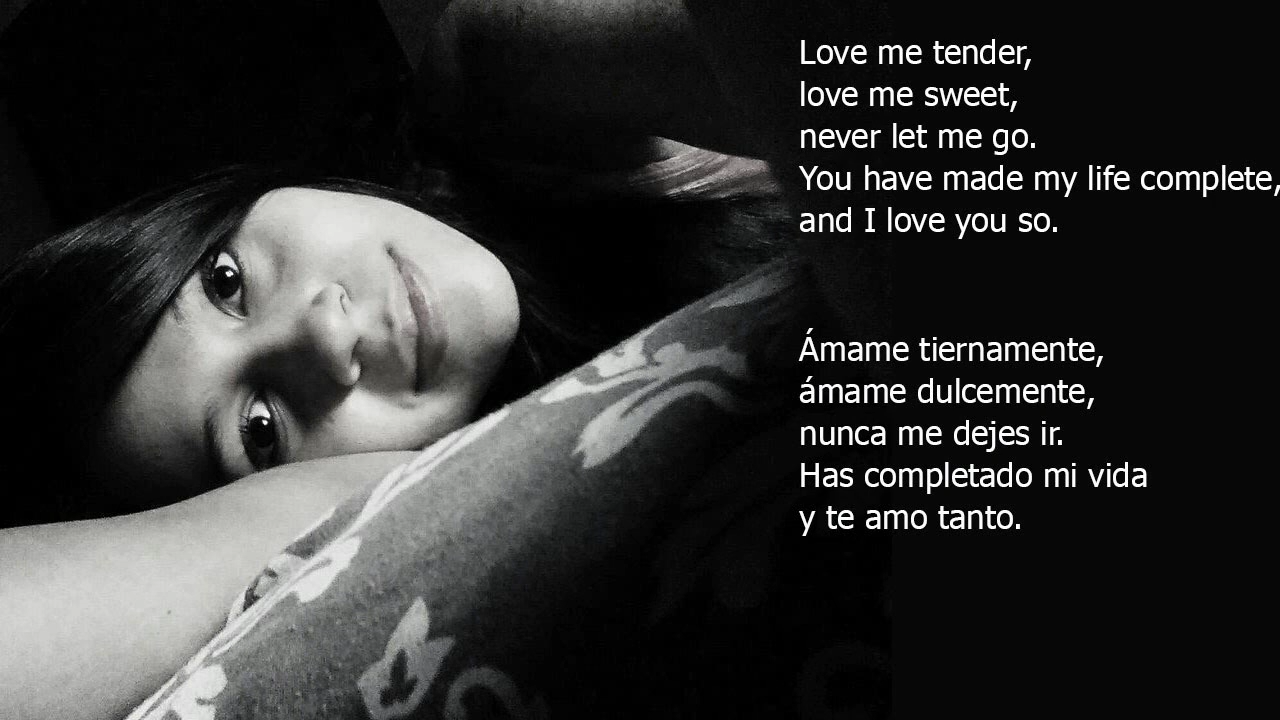 Love me tender,
love me sweet,
never let me go.
You have made my life complete,
and I love you so.
Ámame tiernamente,
ámame dulcemente,
nunca me dejes ir.
Has completado mi vida
y te amo tanto.